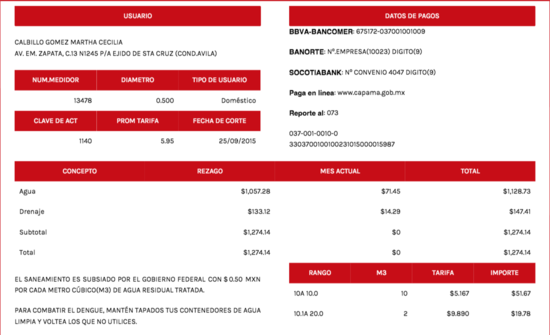 USUARIO
CALBILLO GOMEZ MARTHA CECILIA
AV. EM. ZAPATA, C.13 N1245 P/A EJIDO DE STA CRUZ (COND.AVILA)
NUM.MEDIDOR DIAMETRO TIPO DE USUARIO
13478 0.500 Doméstico
CLAVE DE ACT PROM TARIFA FECHA DE CORTE
1140 5.95 25/09/2015
DATOS DE PAGOS
BBVA-BANCOMER: 675172-037001001009
BANORTE: Nº.EMPRESA(10023) DIGITO(9)
SOCOTIABANK: Nº CONVENIO 4047 DIGITO(9)
Paga en línea: www.capama.gob.mx
Reporte al: 073
037-001-0010-0
330370010010023101500001598​7
CONCEPTO REZAGO MES ACTUAL TOTAL
Agua $1,057.28 $71.45 $1,128.73
Drenaje $133.12 $14.29 $147.41
Subtotal $1,274.14 $0 $1,274.14
Total $1,274.14 $0 $1,274.14
EL SANEAMIENTO ES SUBSIADO POR EL GOBIERNO FEDERAL CON $ 0.50 MXN
POR CADA METRO CÚBICO(M3) DE AGUA RESIDUAL TRATADA.
PARA COMBATIR EL DENGUE, MANTÉN TAPADOS TUS CONTENEDORES DE AGUA
LIMPIA Y VOLTEA LOS QUE NO UTILICES.
RANGO M3 TARIFA IMPORTE
10A 10.0 10 $5.167 $51.67
10.1A 20.0 2 $9.890 $19.78